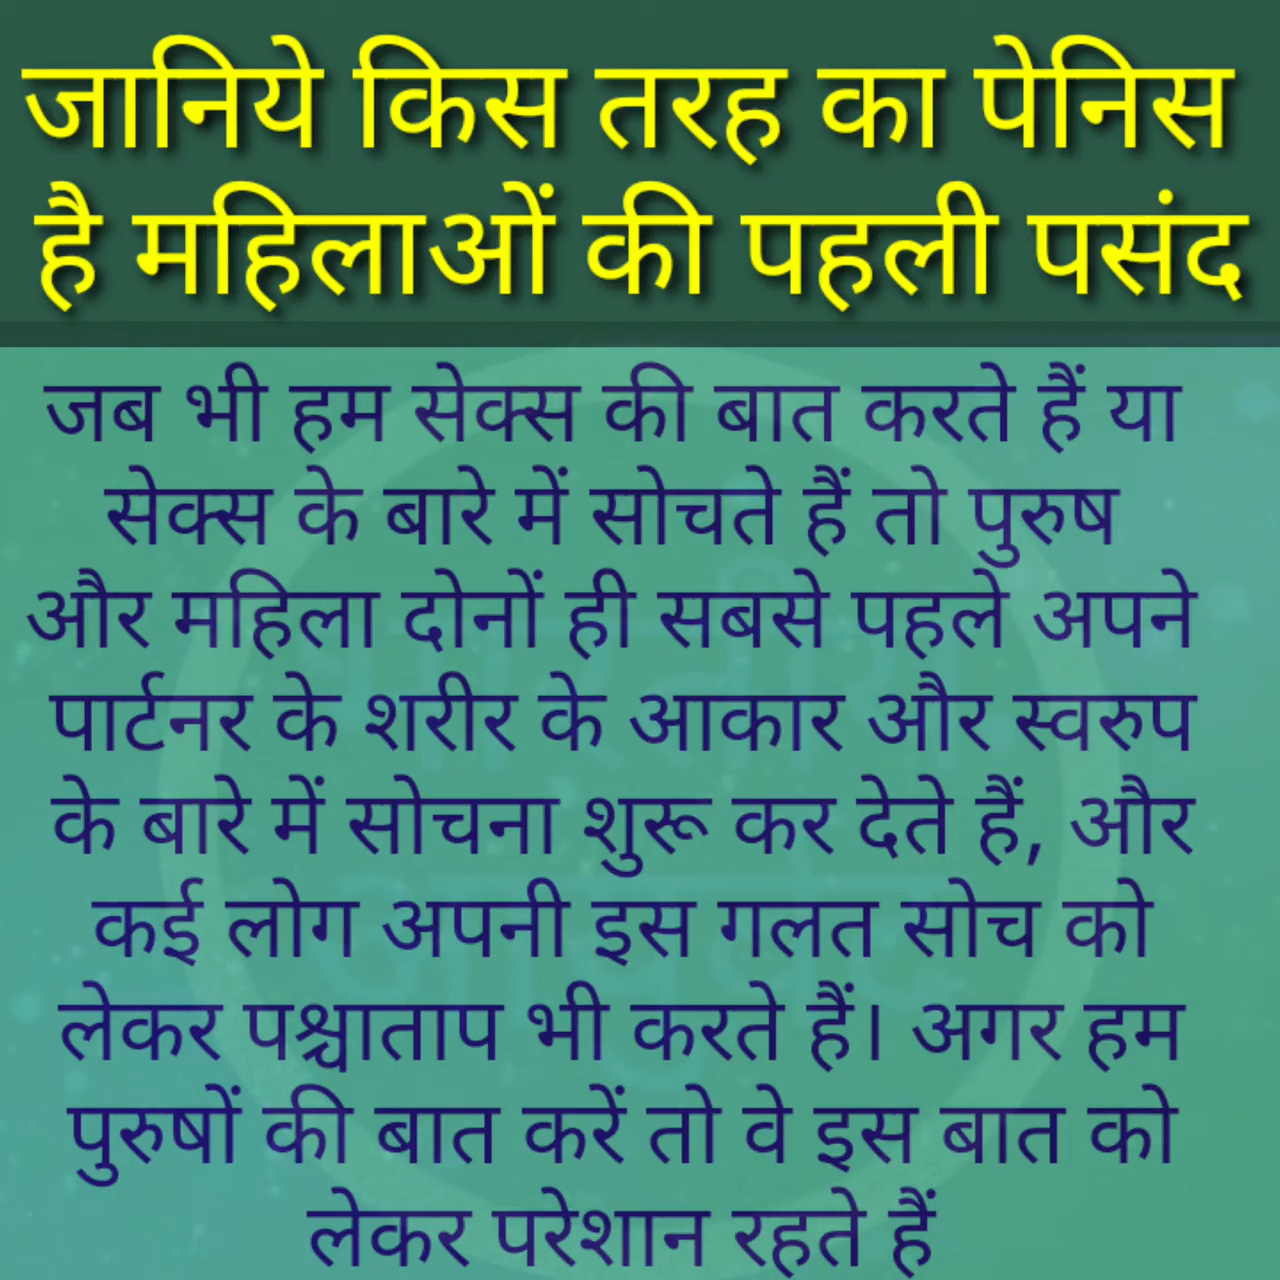 जानिये किस तरह का पेनिस
है महिलाओं की पहली पसंद
जब भी हम सेक्स की बात करते हैं या
सेक्स के बारे में सोचते हैं तो पुरुष
और महिला दोनों ही सबसे पहले अपने
पार्टनर के शरीर के आकार और स्वरुप
के बारे में सोचना शुरू कर देते हैं, और
कई लोग अपनी इस गलत सोच को
लेकर पश्चाताप भी करते हैं। अगर हम
पुरुषों की बात करें तो वे इस बात को
लेकर परेशान रहते हैं